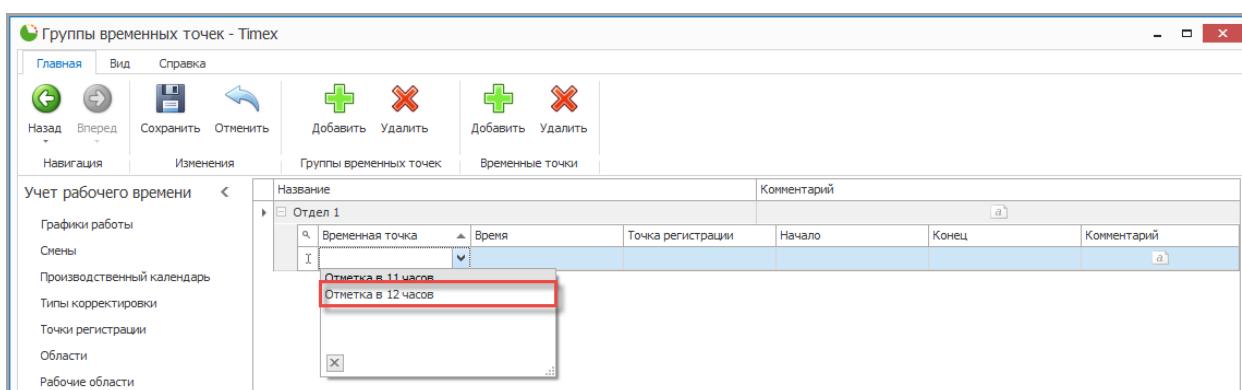 Группы временных точек - Timex
Главная Вид Справка
Назад Вперед Сохранить Отменить Добавить Удалить Добавить Удалить
Навигация Изменения Группы временных точек Временные точки
Учет рабочего времени <
Графики работы
Смены
Производственный календарь
Типы корректировки
Точки регистрации
Области
Рабочие области
Название Комментарий
Отдел 1 a
Временная точка Время Точка регистрации Начало Конец Комментарий
a
Отметка в 11 часов
Отметка в 12 часов